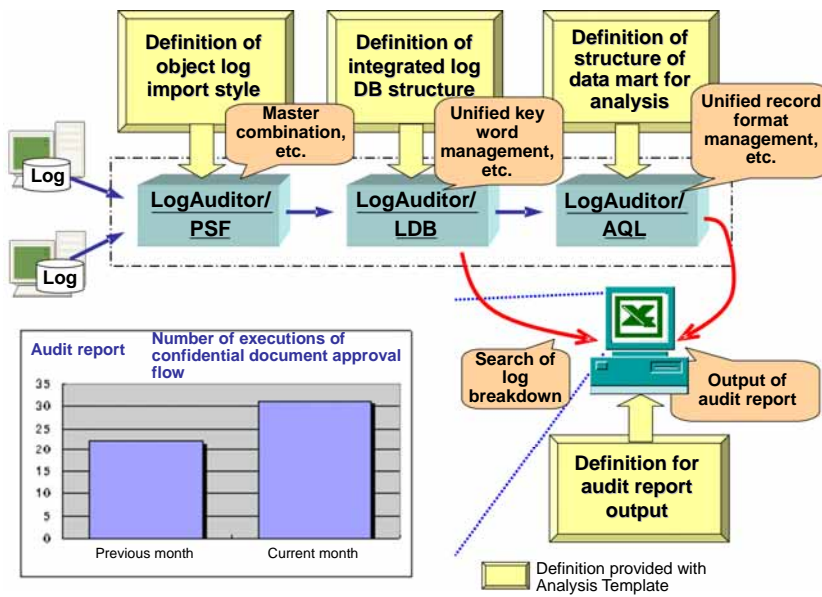 Definition of
object log
import style
Definition of
integrated log
DB structure
Definition of
structure of
data mart for
analysis
Master
combination,
etc.
Unified key
word
management,
etc.
Unified record
format
management,
etc.
Log
Log
LogAuditor/
PSF
LogAuditor/
LDB
LogAuditor/
AQL
Audit report
Number of executions of
confidential document approval
flow
35
30
25
20
15
10
5
0
Previous month
Current month
Search of
log
breakdown
Output of
audit report
Definition for
audit report
output
Definition provided with
Analysis Template